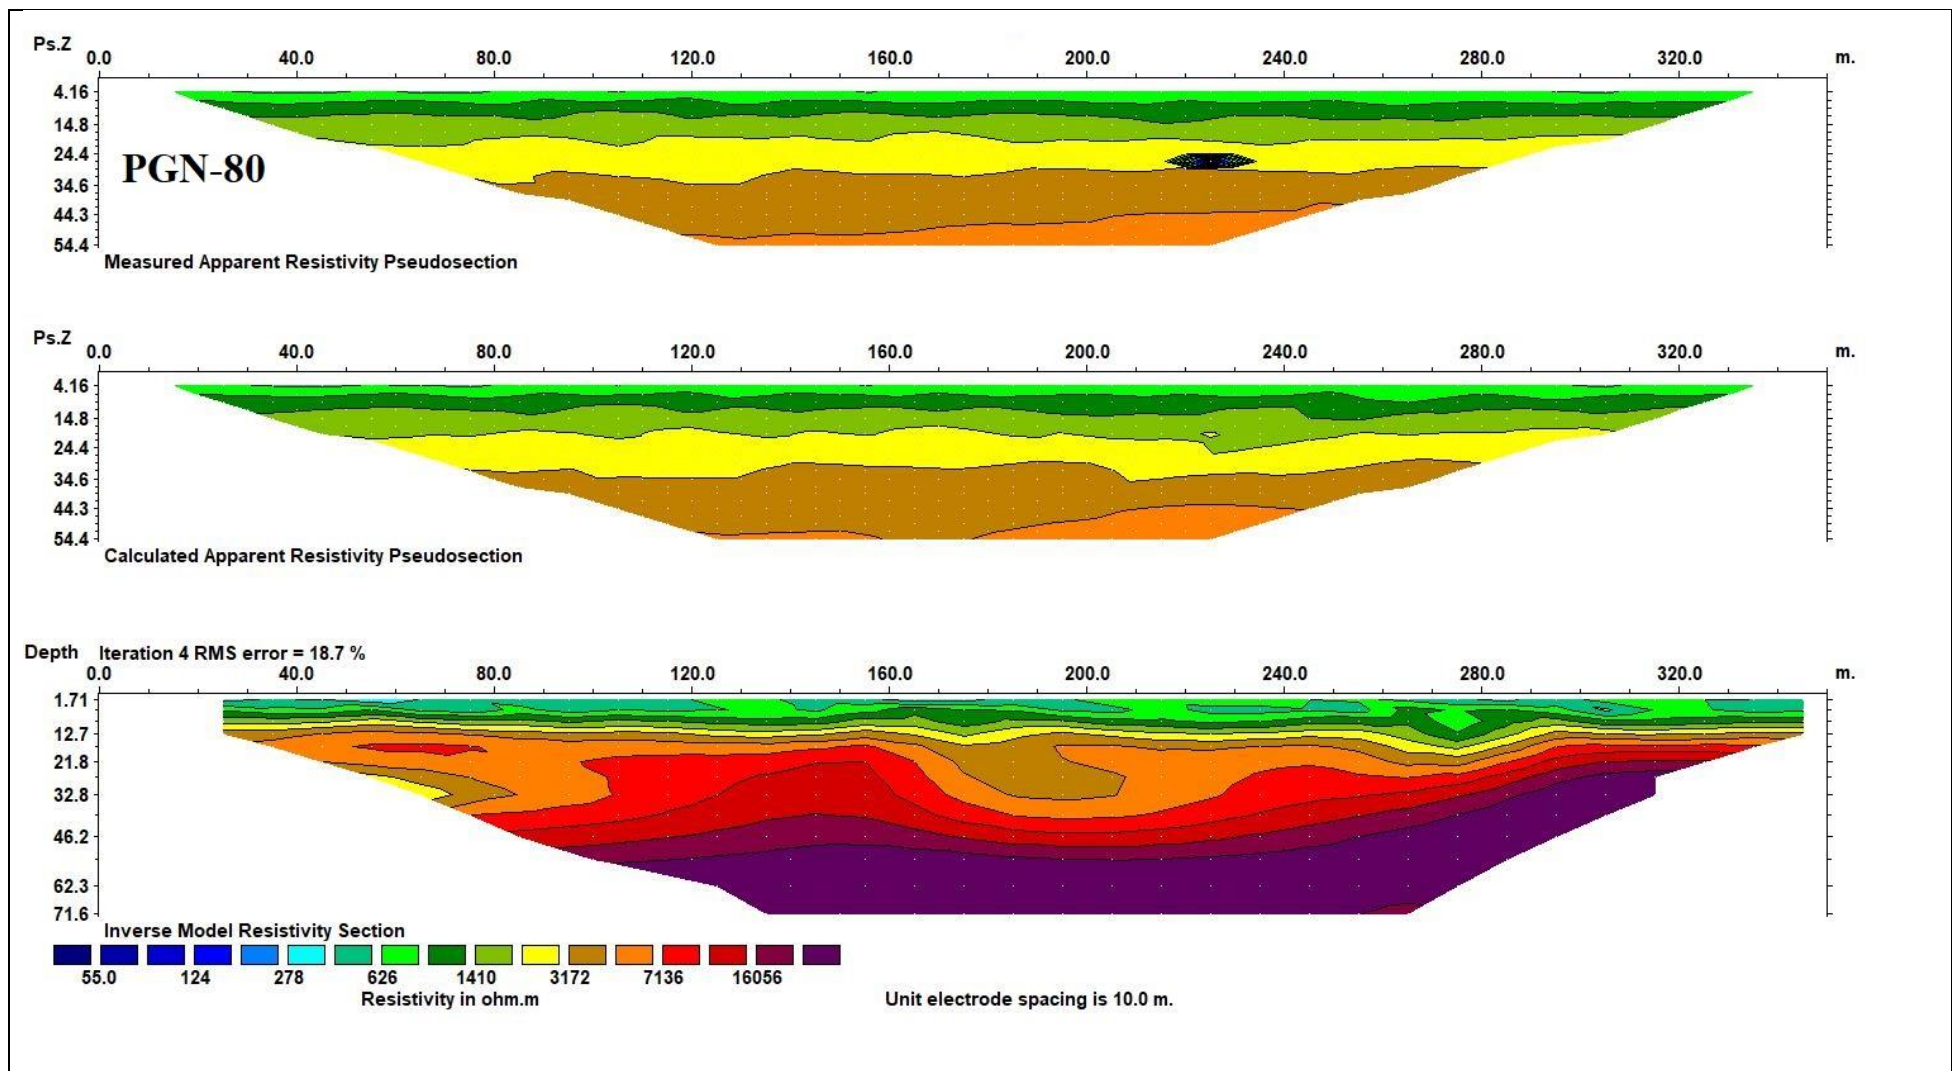 Ps.Z
0.0 40.0 80.0 120.0 160.0 200.0 240.0 280.0 320.0 m.
4.16
14.8
24.4
34.6
44.3
54.4
PGN-80
Measured Apparent Resistivity Pseudosection
Ps.Z
0.0 40.0 80.0 120.0 160.0 200.0 240.0 280.0 320.0 m.
4.16
14.8
24.4
34.6
44.3
54.4
Calculated Apparent Resistivity Pseudosection
Depth Iteration 4 RMS error = 18.7 %
0.0 40.0 80.0 120.0 160.0 200.0 240.0 280.0 320.0 m.
1.71
12.7
21.8
32.8
46.2
62.3
71.6
Inverse Model Resistivity Section
55.0 124 278 626 1410 3172 7136 16056
Resistivity in ohm.m Unit electrode spacing is 10.0 m.